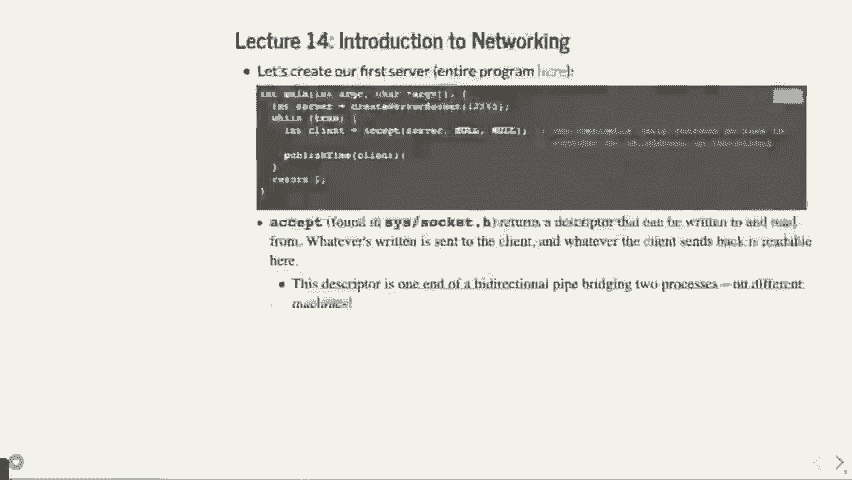 Lecture 14: Introduction to Networking
Let's create our first server (entire program here):
int main(int argc, char *argv[]) {
int server = createServerSocket(12345);
while (true) {
int client = accept(server, NULL, NULL);
publishTime(client);
}
return 0;
}
accept (found in sys/socket.h) returns a descriptor that can be written to and read
from. Whatever's written is sent to the client, and whatever the client sends back is readable
here.
This descriptor is one end of a bidirectional pipe bridging two processes—on different
machines!